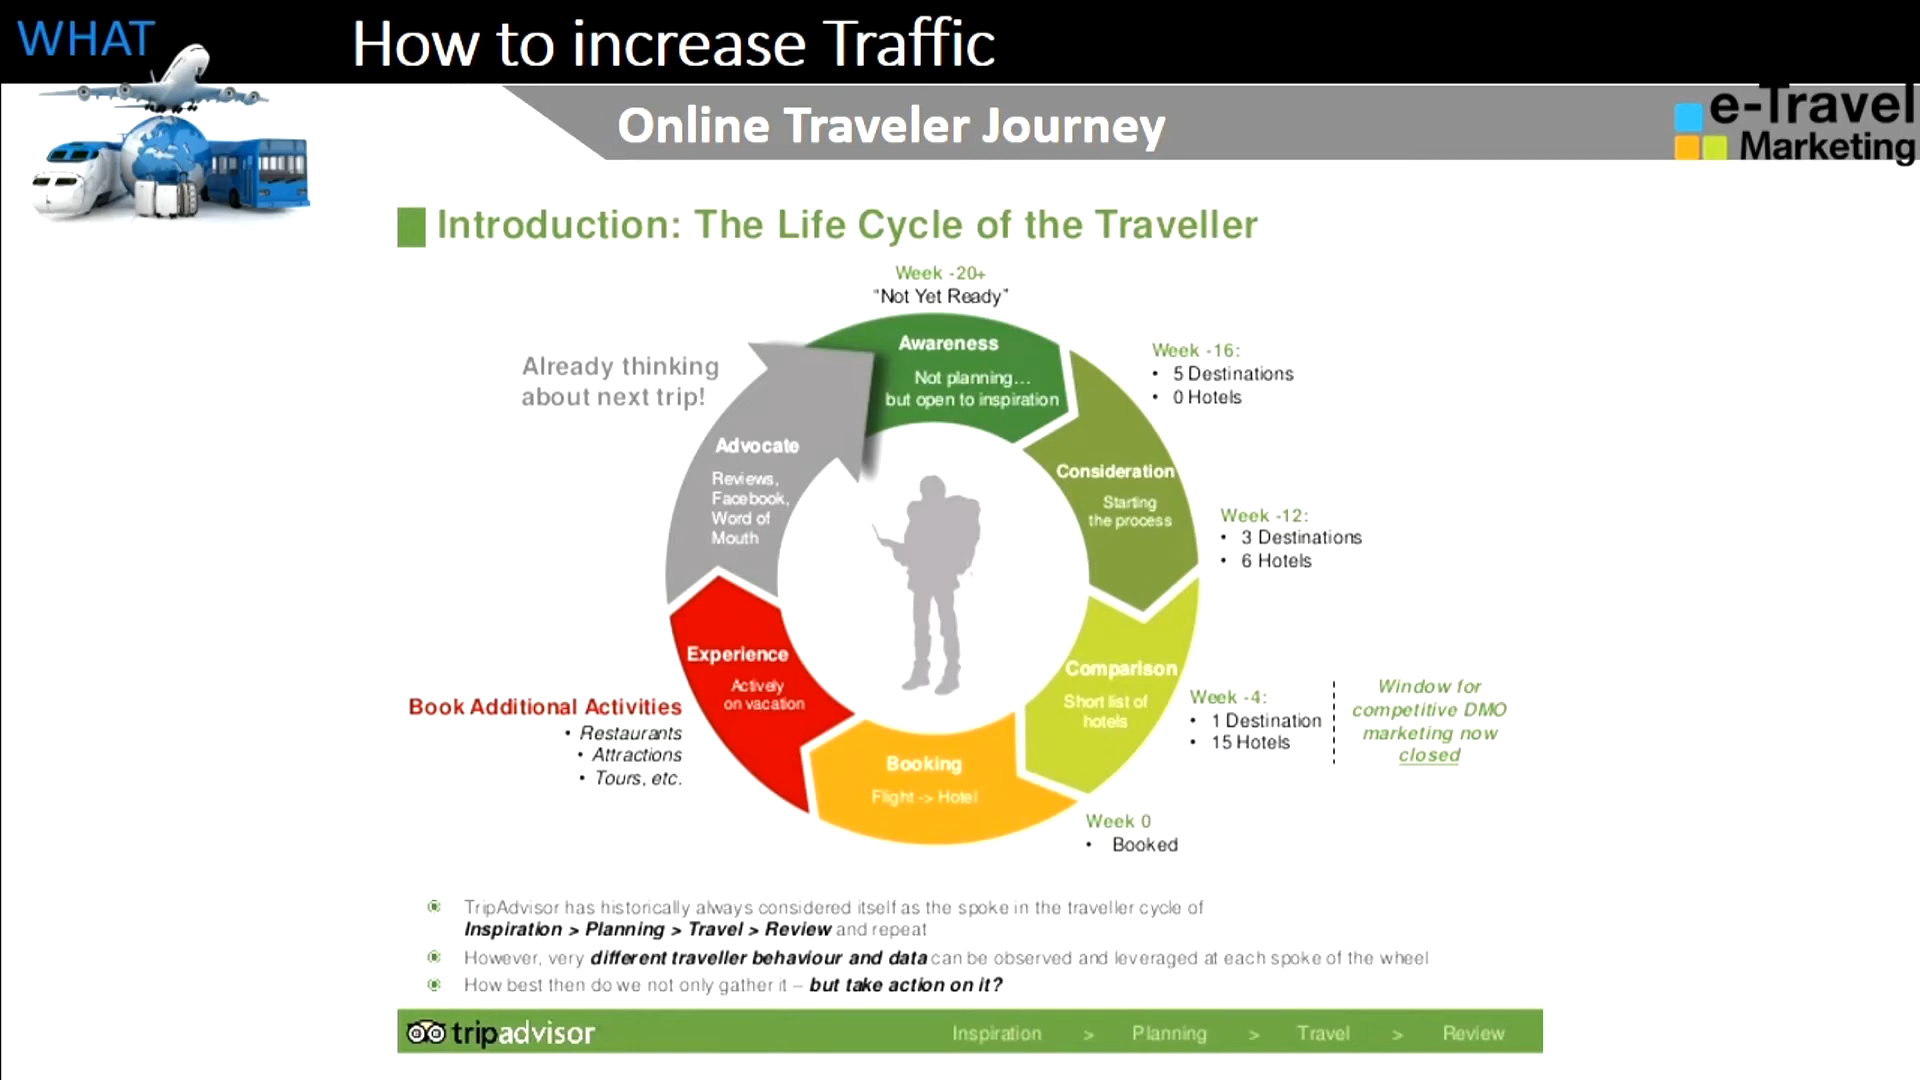 WHAT
How to increase Traffic
Online Traveler Journey
e-Travel
Marketing
Introduction: The Life Cycle of the Traveller
Week -20+
"Not Yet Ready"
Awareness
Not planning...
but open to inspiration
Week -16:
• 5 Destinations
• 0 Hotels
Consideration
Starting
the process
Week -12:
• 3 Destinations
• 6 Hotels
Comparison
Short list of
hotels
Week -4:
• 1 Destination
• 15 Hotels
Window for
competitive DMO
marketing now
closed
Booking
Flight -> Hotel
Week 0
• Booked
Experience
Actively
on vacation
Book Additional Activities
• Restaurants
• Attractions
• Tours, etc.
Advocate
Reviews,
Facebook,
Word of
Mouth
Already thinking
about next trip!
TripAdvisor has historically always considered itself as the spoke in the traveller cycle of
Inspiration > Planning > Travel > Review and repeat
However, very different traveller behaviour and data can be observed and leveraged at each spoke of the wheel
How best then do we not only gather it – but take action on it?
tripadvisor
Inspiration > Planning > Travel > Review